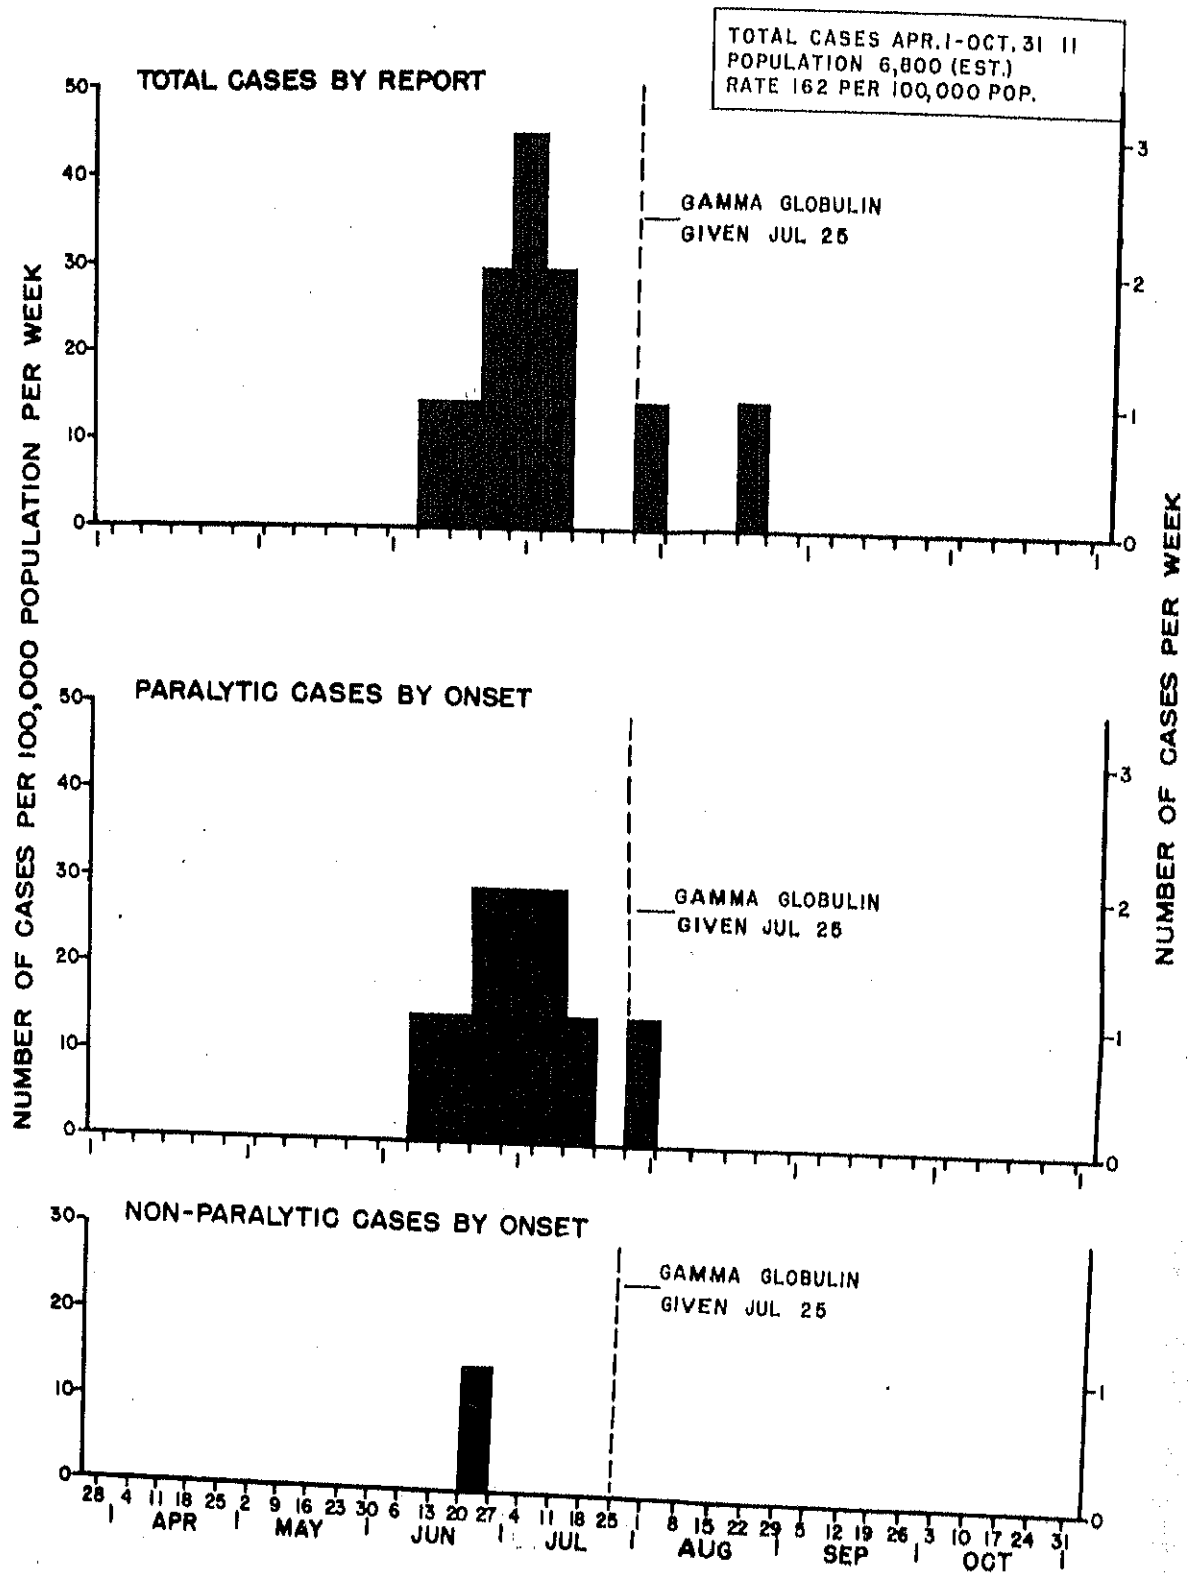 TOTAL CASES APR. 1-OCT. 31 11
POPULATION 6,800 (EST.)
RATE 162 PER 100,000 POP.
TOTAL CASES BY REPORT
50
40
30
20
10
0
3
2
1
0
GAMMA GLOBULIN
GIVEN JUL 25
NUMBER OF CASES PER 100,000 POPULATION PER WEEK
NUMBER OF CASES PER WEEK
PARALYTIC CASES BY ONSET
50
40
30
20
10
0
3
2
1
0
GAMMA GLOBULIN
GIVEN JUL 25
NON-PARALYTIC CASES BY ONSET
30
20
10
0
1
0
GAMMA GLOBULIN
GIVEN JUL 25
28 4 11 18 25 2 9 16 23 30 6 13 20 27 4 11 18 25 1 8 15 22 29 5 12 19 26 3 10 17 24 31
APR MAY JUN JUL AUG SEP OCT